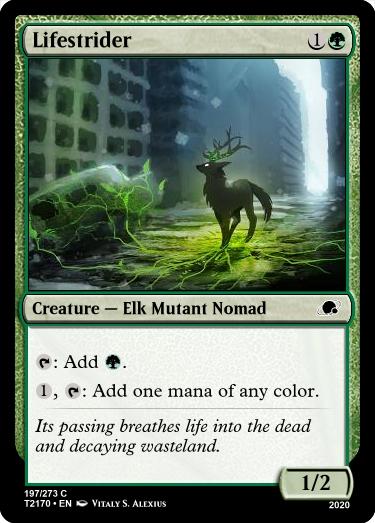 Lifestrider 1
Creature — Elk Mutant Nomad
: Add .
1, : Add one mana of any color.
Its passing breathes life into the dead
and decaying wasteland.
1/2
197/273 C
T2170 • EN Vitaly S. Alexius
2020